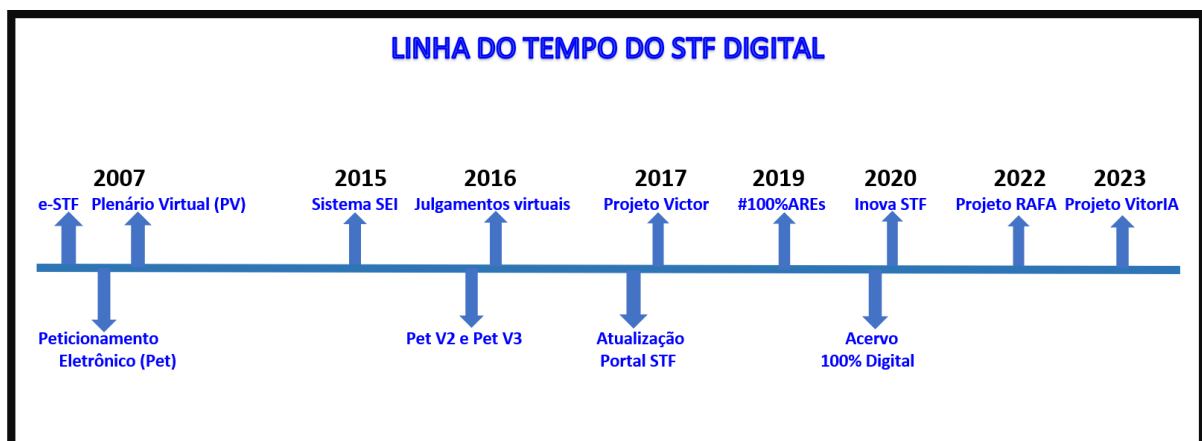 LINHA DO TEMPO DO STF DIGITAL
2007 2015 2016 2017 2019 2020 2022 2023
e-STF Plenário Virtual (PV) Sistema SEI Julgamentos virtuais Projeto Victor #100%AREs Inova STF Projeto RAFA Projeto VitorIA
Peticionamento Pet V2 e Pet V3 Atualização Acervo
Eletrônico (Pet) Portal STF 100% Digital